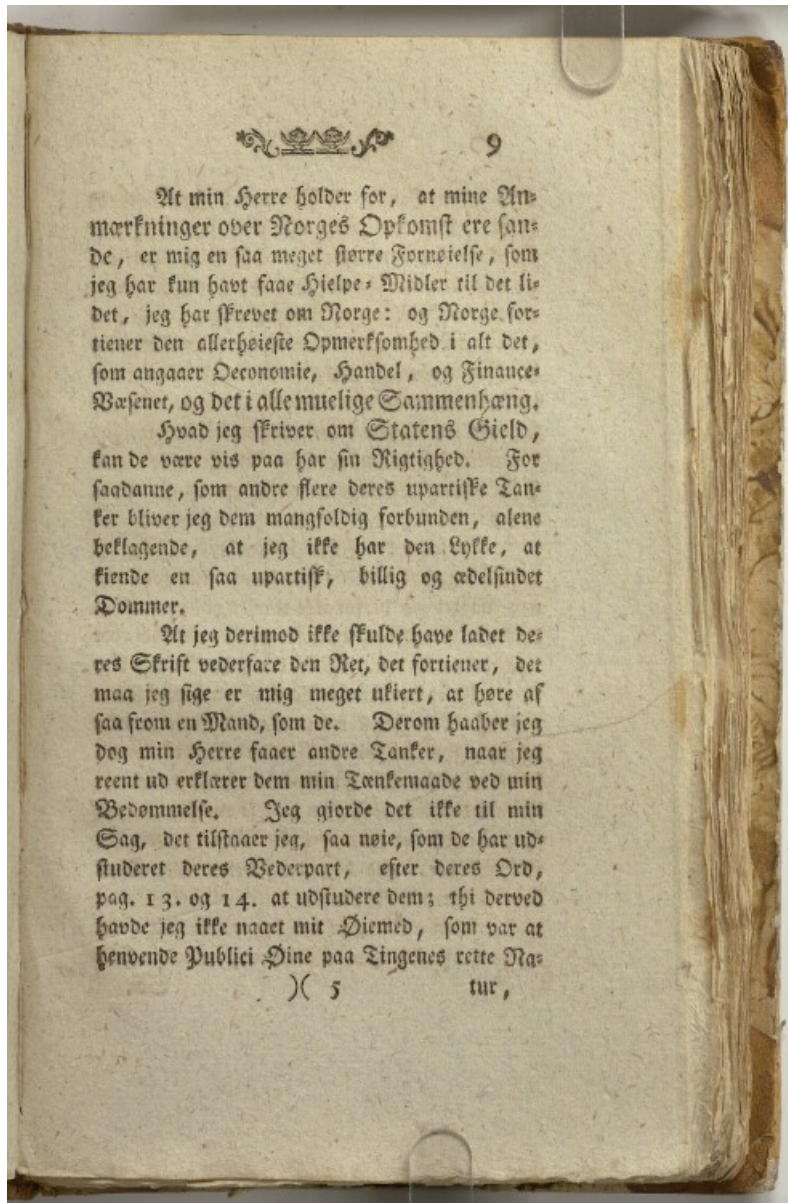 9
At min Herre holder for, at mine An-
mærkninger over Norges Opkomst ere san-
de, er mig en saa meget større Fornøielse, som
jeg har kun havt faae Hielpe-Midler til det li-
det, jeg har skrevet om Norge: og Norge for-
tiener den allerhøieste Opmerksomhed i alt det,
som angaaer Oeconomie, Handel, og Finance-
Væsenet, og det i alle muelige Sammenhæng.
Hvad jeg skriver om Statens Gield,
kan de være vis paa har sin Rigtighed. For
saadanne, som andre flere deres upartiske Tan-
ker bliver jeg dem mangfoldig forbunden, alene
beklagende, at jeg ikke har den Lykke, at
kiende en saa upartisk, billig og ædelsindet
Dommer.
At jeg derimod ikke skulde have ladet de-
res Skrift vederfare den Ret, det fortiener, det
maa jeg sige er mig meget ukiert, at høre af
saa from en Mand, som de. Derom haaber jeg
dog min Herre faaer andre Tanker, naar jeg
reent ud erklærer dem min Tænkemaade ved min
Bedømmelse. Jeg giorde det ikke til min
Sag, det tilstaaer jeg, saa nøie, som de har ud-
studeret deres Vederpart, efter deres Ord,
pag. 13. og 14. at udstudere dem; thi derved
havde jeg ikke naaet mit Øiemed, som var at
henvende Publici Øine paa Tingenes rette Na-
)( 5 tur,